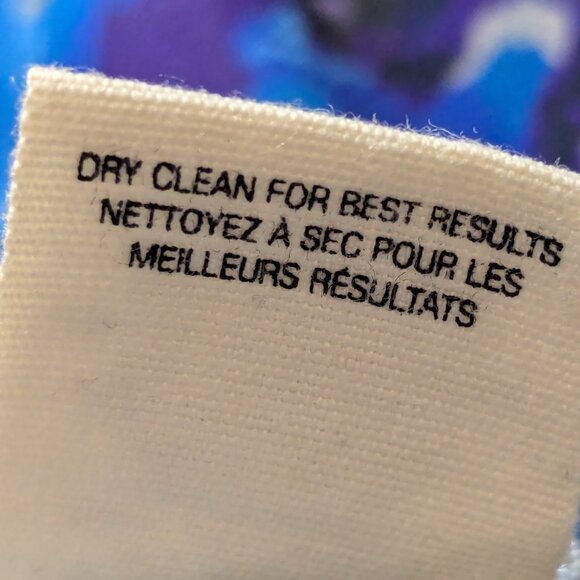 DRY CLEAN FOR BEST RESULTS
NETTOYEZ À SEC POUR LES
MEILLEURS RÉSULTATS